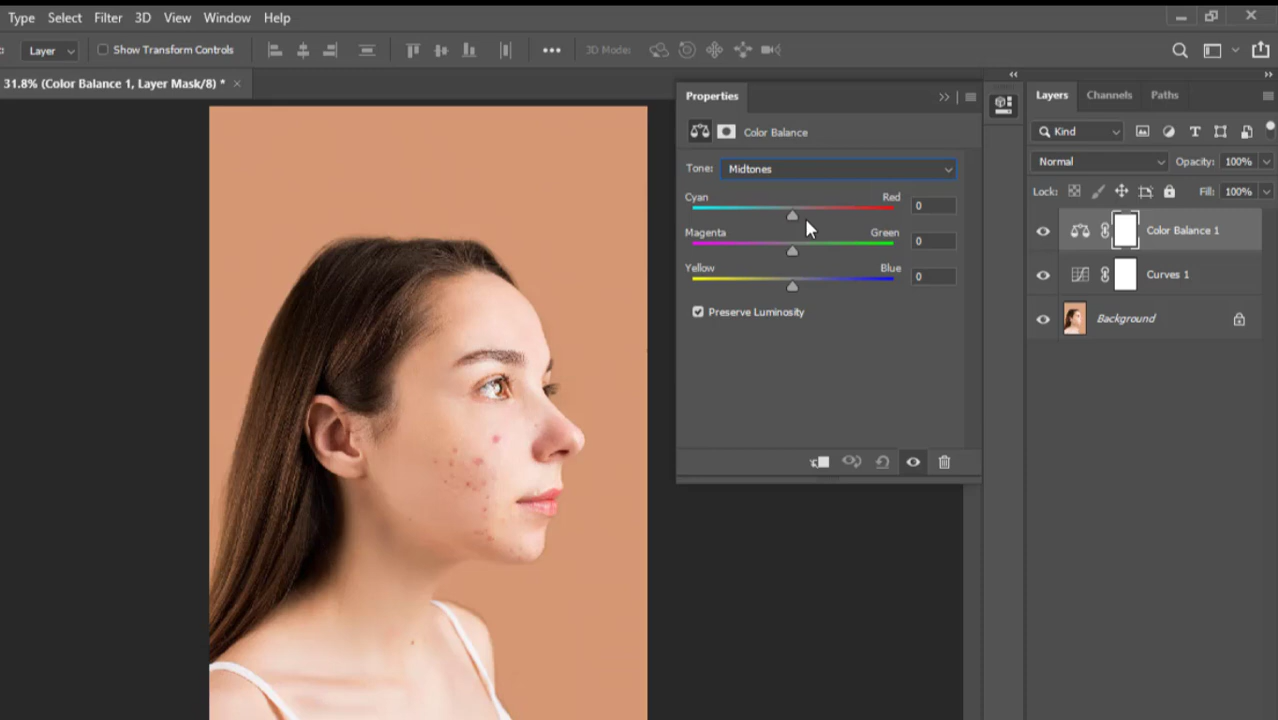 Type Select Filter 3D View Window Help
Layer Show Transform Controls 3D Mode:
31.8% (Color Balance 1, Layer Mask/8) *
Properties
Color Balance
Tone: Midtones
Cyan Red 0
Magenta Green 0
Yellow Blue 0
Preserve Luminosity
Layers Channels Paths
Kind
Normal Opacity: 100%
Lock: Fill: 100%
Color Balance 1
Curves 1
Background